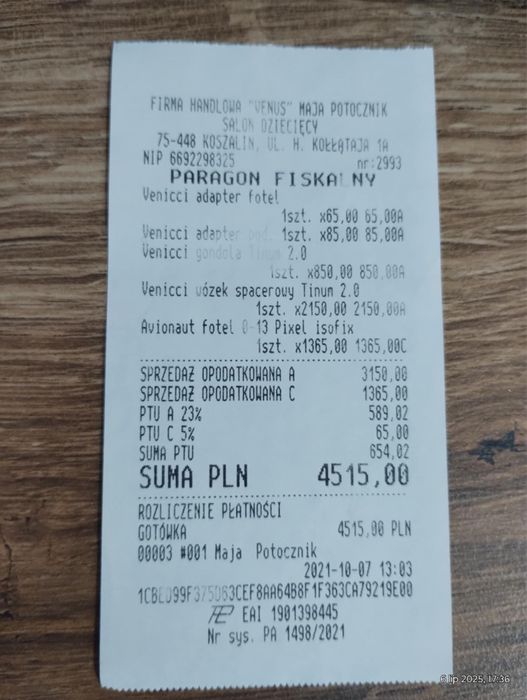 FIRMA HANDLOWA "VENUS" MAJA POTOCZNIK
SALON DZIECIĘCY
75-448 KOSZALIN, UL. H. KOŁŁĄTAJA 1A
NIP 6692298325 nr:2993
PARAGON FISKALNY
Venicci adapter fotel
1szt. x65,00 65,00A
Venicci adapter 1szt. x85,00 85,00A
Venicci gondola Tinum 2.0
1szt. x850,00 850,00A
Venicci wózek spacerowy Tinum 2.0
1szt. x2150,00 2150,00A
Avionaut fotel 0-13 Pixel isofix
1szt. x1365,00 1365,00C
SPRZEDAŻ OPODATKOWANA A 3150,00
SPRZEDAŻ OPODATKOWANA C 1365,00
PTU A 23% 589,02
PTU C 5% 65,00
SUMA PTU 654,02
SUMA PLN 4515,00
ROZLICZENIE PŁATNOŚCI
GOTÓWKA 4515,00 PLN
00003 #001 Maja Potocznik
2021-10-07 13:03
EAI 1901398445
Nr sys. PA 1498/2021
6 lip 2025, 17:36